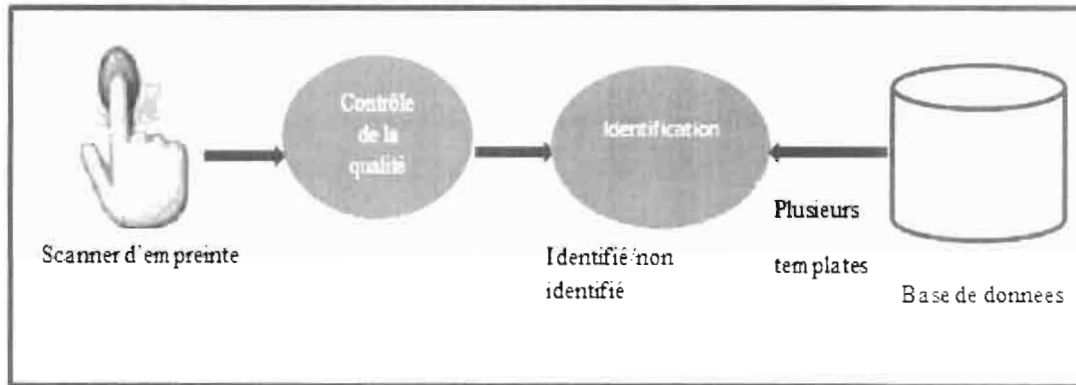 Contrôle
de la
qualité
Identification
Plusieurs
templates
Scanner d'empreinte
Identifié/non
identifié
Base de donnees